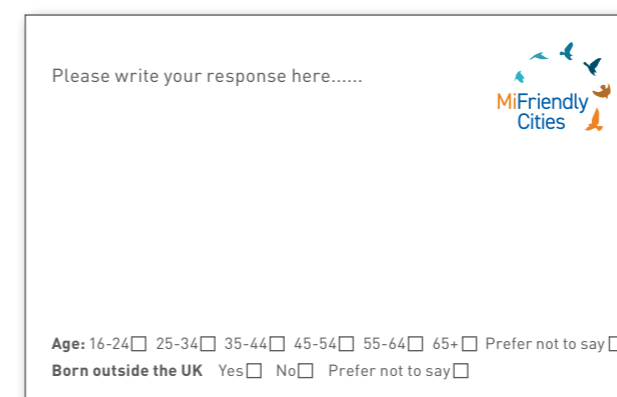 Please write your response here......
MiFriendly
Cities
Age: 16-24☐ 25-34☐ 35-44☐ 45-54☐ 55-64☐ 65+☐ Prefer not to say☐
Born outside the UK Yes☐ No☐ Prefer not to say☐